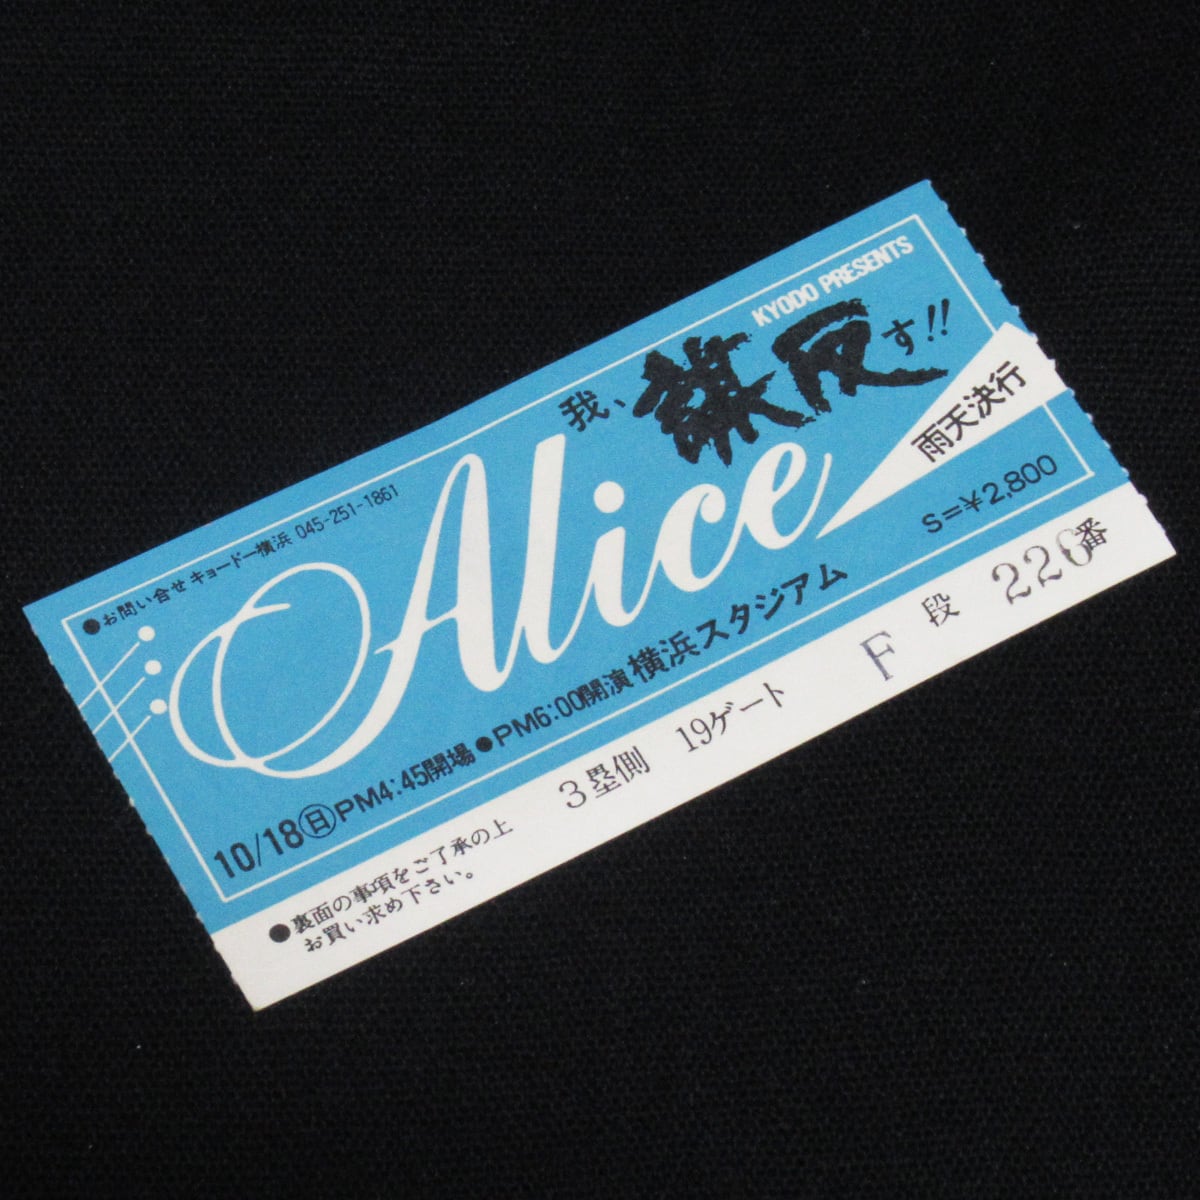 KYODO PRESENTS
我、謀反す!!
●お問い合せ キョードー横浜 045-251-1861
Alice
雨天決行
S=¥2,800
10/18㊐PM4:45開場●PM6:00開演 横浜スタジアム
3塁側 19ゲート F 段 226番
●裏面の事項をご了承の上
お買い求め下さい。